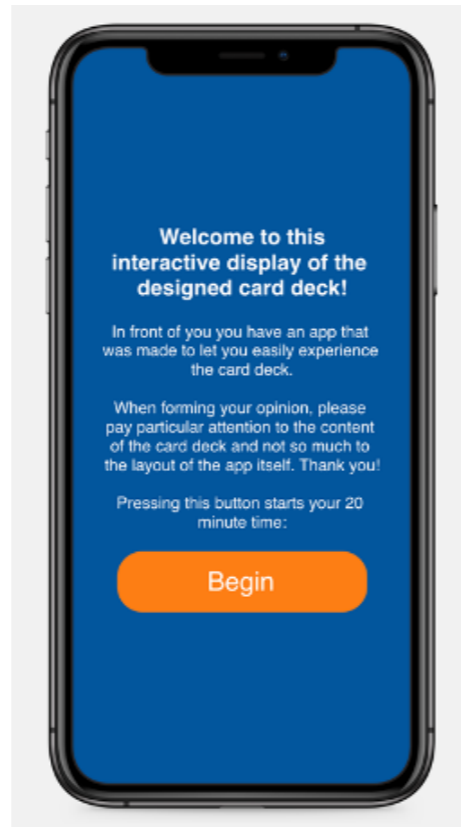 Welcome to this
interactive display of the
designed card deck!
In front of you you have an app that
was made to let you easily experience
the card deck.
When forming your opinion, please
pay particular attention to the content
of the card deck and not so much to
the layout of the app itself. Thank you!
Pressing this button starts your 20
minute time:
Begin